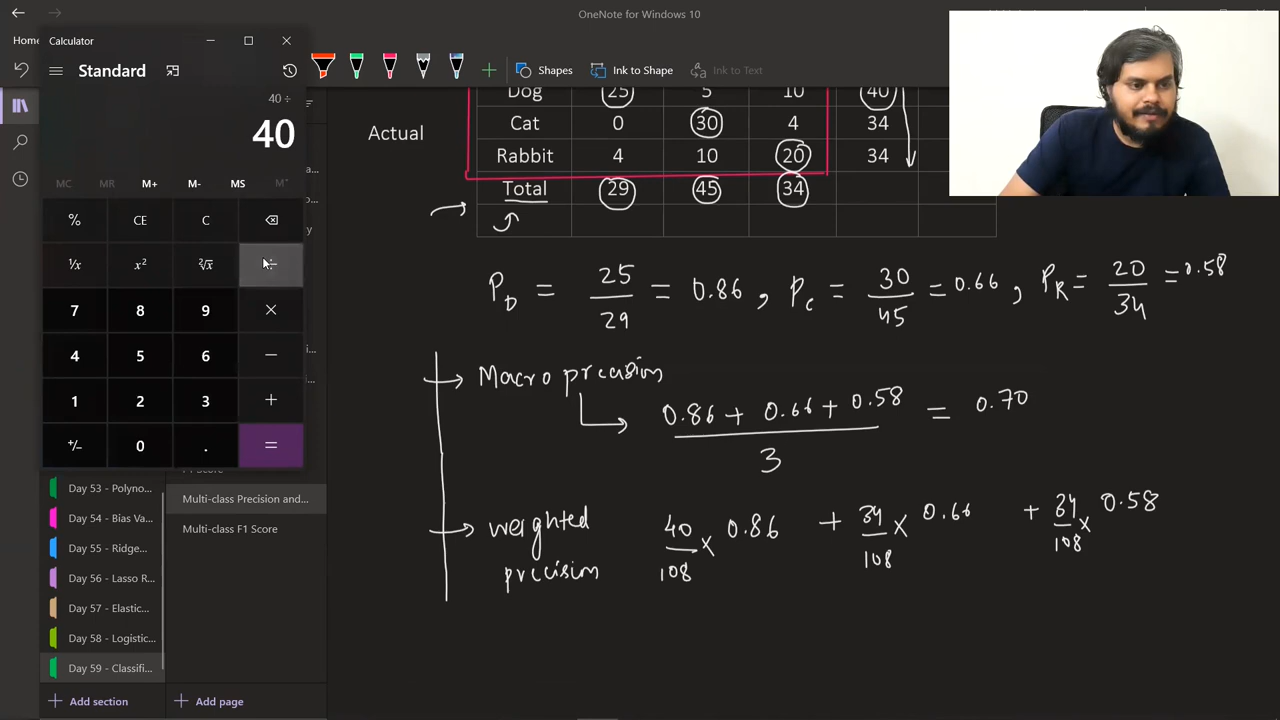 OneNote for Windows 10
Home
Calculator
Standard
40 ÷
40
MC MR M+ M- MS M˅
% CE C
¹/x x² ²√x ÷
7 8 9 ×
4 5 6 −
1 2 3 +
+/− 0 . =
Shapes
Ink to Shape
Ink to Text
Actual
Dog 25 5 10 40
Cat 0 30 4 34
Rabbit 4 10 20 34
Total 29 45 34
P_D = 25/29 = 0.86, P_C = 30/45 = 0.66, P_R = 20/34 = 0.58
Macro precision
0.86 + 0.66 + 0.58 / 3 = 0.70
weighted precision
40/108 × 0.86 + 34/108 × 0.66 + 34/108 × 0.58
Day 53 - Polyno...
Day 54 - Bias Va...
Day 55 - Ridge...
Day 56 - Lasso R...
Day 57 - Elastic...
Day 58 - Logistic...
Day 59 - Classifi...
Multi-class Precision and...
Multi-class F1 Score
Add section
Add page